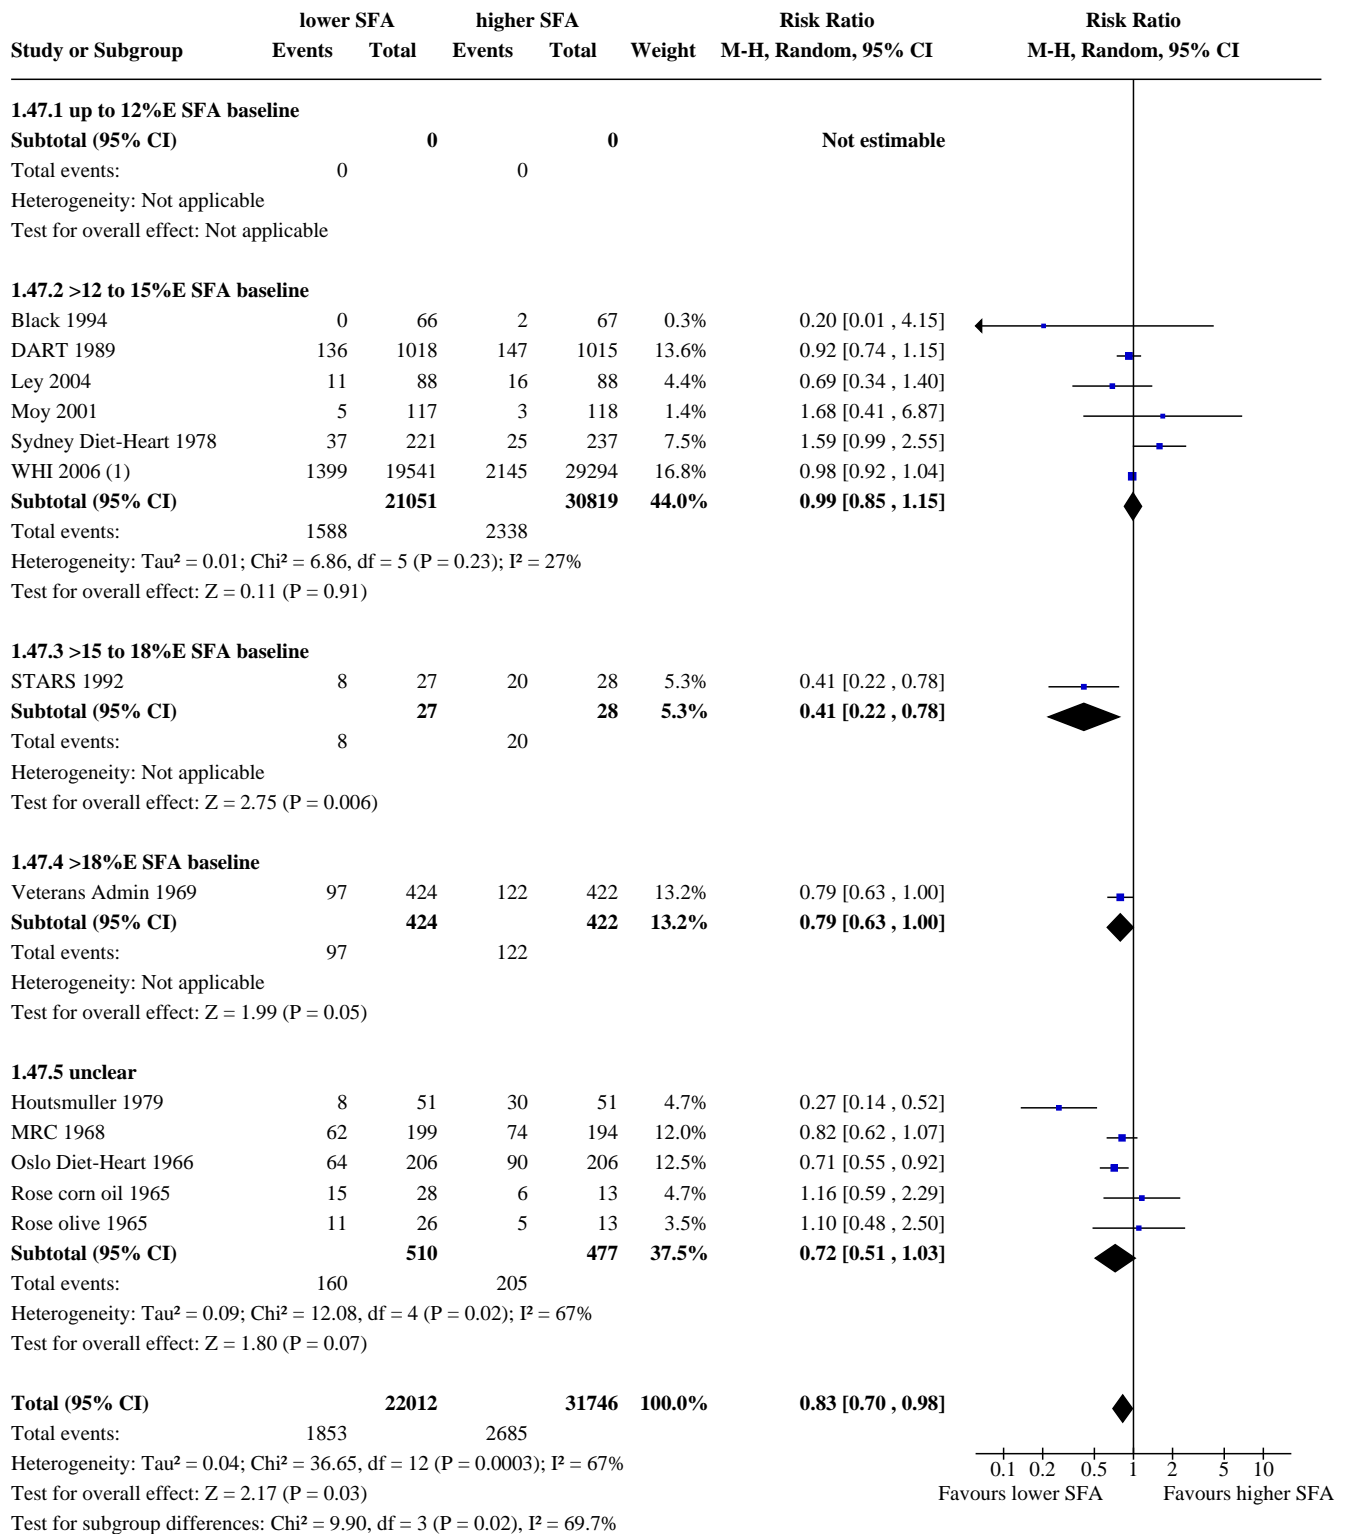 lower SFA higher SFA Risk Ratio Risk Ratio
Study or Subgroup Events Total Events Total Weight M-H, Random, 95% CI M-H, Random, 95% CI
1.47.1 up to 12%E SFA baseline
Subtotal (95% CI) 0 0 Not estimable
Total events: 0 0
Heterogeneity: Not applicable
Test for overall effect: Not applicable
1.47.2 >12 to 15%E SFA baseline
Black 1994 0 66 2 67 0.3% 0.20 [0.01 , 4.15]
DART 1989 136 1018 147 1015 13.6% 0.92 [0.74 , 1.15]
Ley 2004 11 88 16 88 4.4% 0.69 [0.34 , 1.40]
Moy 2001 5 117 3 118 1.4% 1.68 [0.41 , 6.87]
Sydney Diet-Heart 1978 37 221 25 237 7.5% 1.59 [0.99 , 2.55]
WHI 2006 (1) 1399 19541 2145 29294 16.8% 0.98 [0.92 , 1.04]
Subtotal (95% CI) 21051 30819 44.0% 0.99 [0.85 , 1.15]
Total events: 1588 2338
Heterogeneity: Tau² = 0.01; Chi² = 6.86, df = 5 (P = 0.23); I² = 27%
Test for overall effect: Z = 0.11 (P = 0.91)
1.47.3 >15 to 18%E SFA baseline
STARS 1992 8 27 20 28 5.3% 0.41 [0.22 , 0.78]
Subtotal (95% CI) 27 28 5.3% 0.41 [0.22 , 0.78]
Total events: 8 20
Heterogeneity: Not applicable
Test for overall effect: Z = 2.75 (P = 0.006)
1.47.4 >18%E SFA baseline
Veterans Admin 1969 97 424 122 422 13.2% 0.79 [0.63 , 1.00]
Subtotal (95% CI) 424 422 13.2% 0.79 [0.63 , 1.00]
Total events: 97 122
Heterogeneity: Not applicable
Test for overall effect: Z = 1.99 (P = 0.05)
1.47.5 unclear
Houtsmuller 1979 8 51 30 51 4.7% 0.27 [0.14 , 0.52]
MRC 1968 62 199 74 194 12.0% 0.82 [0.62 , 1.07]
Oslo Diet-Heart 1966 64 206 90 206 12.5% 0.71 [0.55 , 0.92]
Rose corn oil 1965 15 28 6 13 4.7% 1.16 [0.59 , 2.29]
Rose olive 1965 11 26 5 13 3.5% 1.10 [0.48 , 2.50]
Subtotal (95% CI) 510 477 37.5% 0.72 [0.51 , 1.03]
Total events: 160 205
Heterogeneity: Tau² = 0.09; Chi² = 12.08, df = 4 (P = 0.02); I² = 67%
Test for overall effect: Z = 1.80 (P = 0.07)
Total (95% CI) 22012 31746 100.0% 0.83 [0.70 , 0.98]
Total events: 1853 2685
Heterogeneity: Tau² = 0.04; Chi² = 36.65, df = 12 (P = 0.0003); I² = 67%
0.1 0.2 0.5 1 2 5 10
Test for overall effect: Z = 2.17 (P = 0.03) Favours lower SFA Favours higher SFA
Test for subgroup differences: Chi² = 9.90, df = 3 (P = 0.02), I² = 69.7%